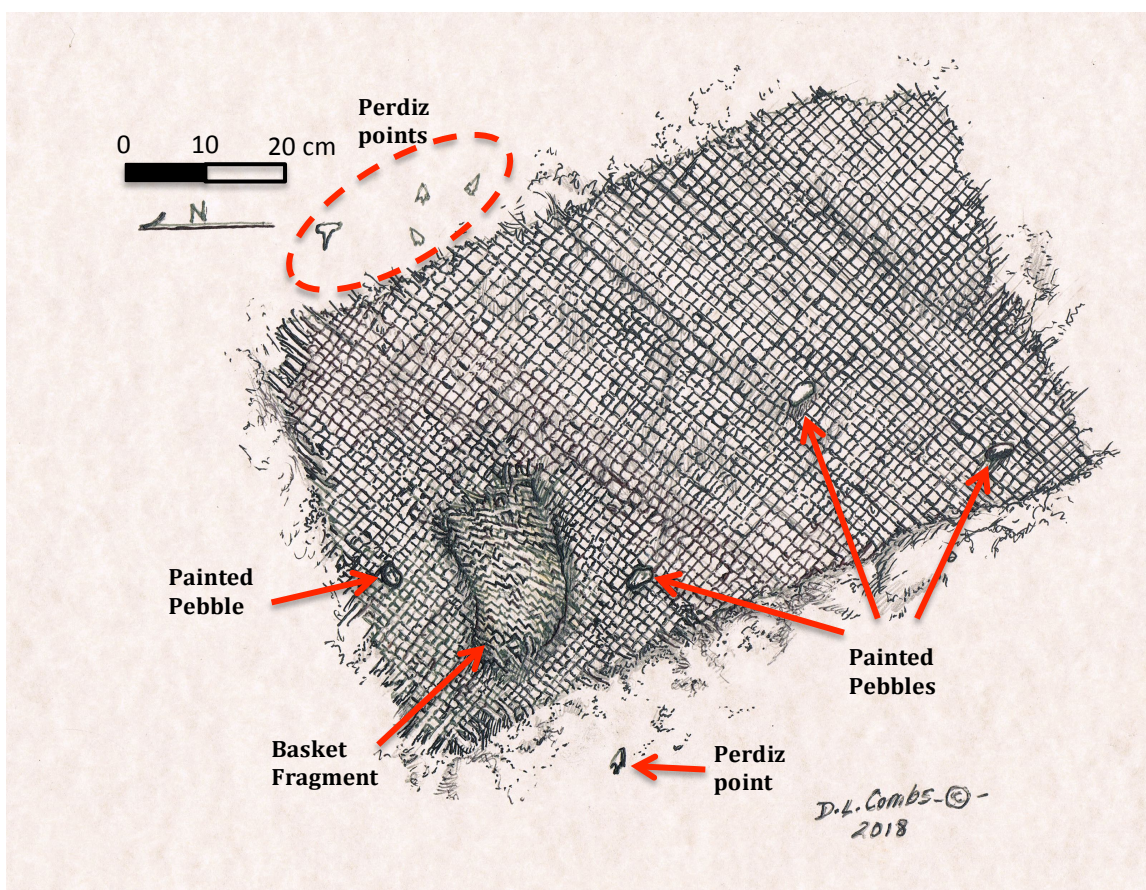 Perdiz
points
0 10 20 cm
N
Painted
Pebble
Painted
Pebbles
Basket
Fragment
Perdiz
point
D.L. Combs-©-
2018